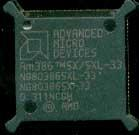 ADVANCED
MICRO
DEVICES
Am386™SX/SXL-33
NG80386SXL-33
NG80386SX-33
© AMD